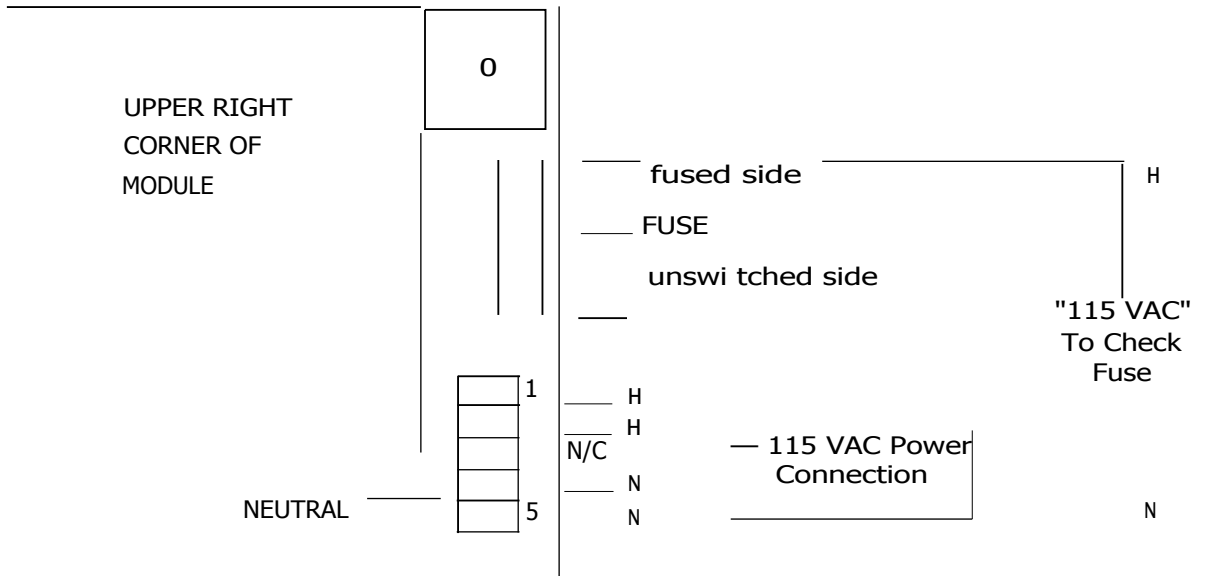 0
UPPER RIGHT
CORNER OF
MODULE
fused side
H
FUSE
unswi tched side
"115 VAC"
To Check
Fuse
1
H
H
N/C
115 VAC Power
Connection
N
NEUTRAL
5
N
N